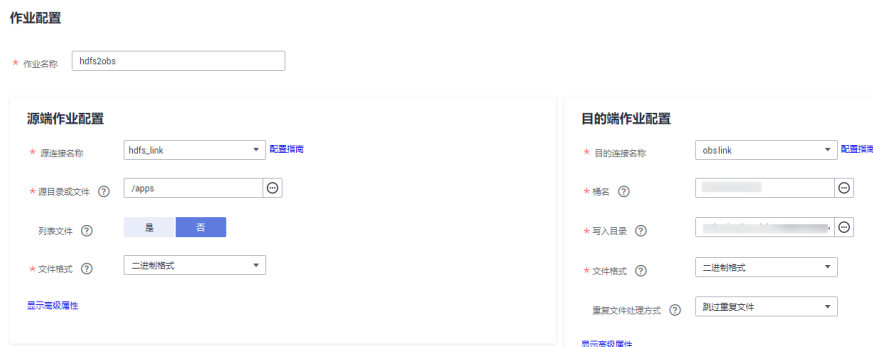 作业配置
* 作业名称 hdfs2obs
源端作业配置
* 源连接名称 hdfs_link 配置指南
* 源目录或文件 ? /apps
列表文件 ? 是 否
* 文件格式 ? 二进制格式
显示高级属性
目的端作业配置
* 目的连接名称 obslink 配置指南
* 桶名 ?
* 写入目录 ?
* 文件格式 ? 二进制格式
重复文件处理方式 ? 跳过重复文件
显示高级属性